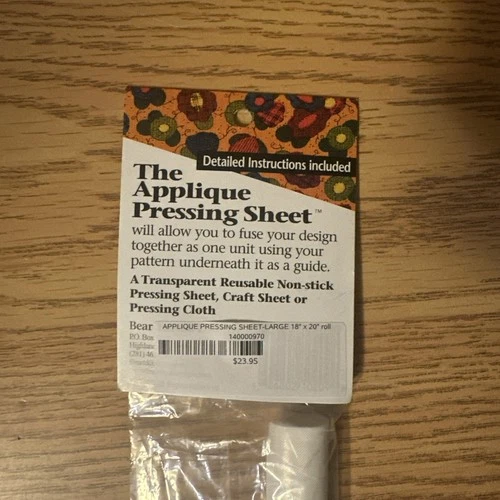 Detailed Instructions included
The
Applique
Pressing Sheet™
will allow you to fuse your design
together as one unit using your
pattern underneath it as a guide.
A Transparent Reusable Non-stick
Pressing Sheet, Craft Sheet or
Pressing Cloth
Bear
APPLIQUE PRESSING SHEET-LARGE 18" x 20" roll
P.O. Box
140000970
$23.95